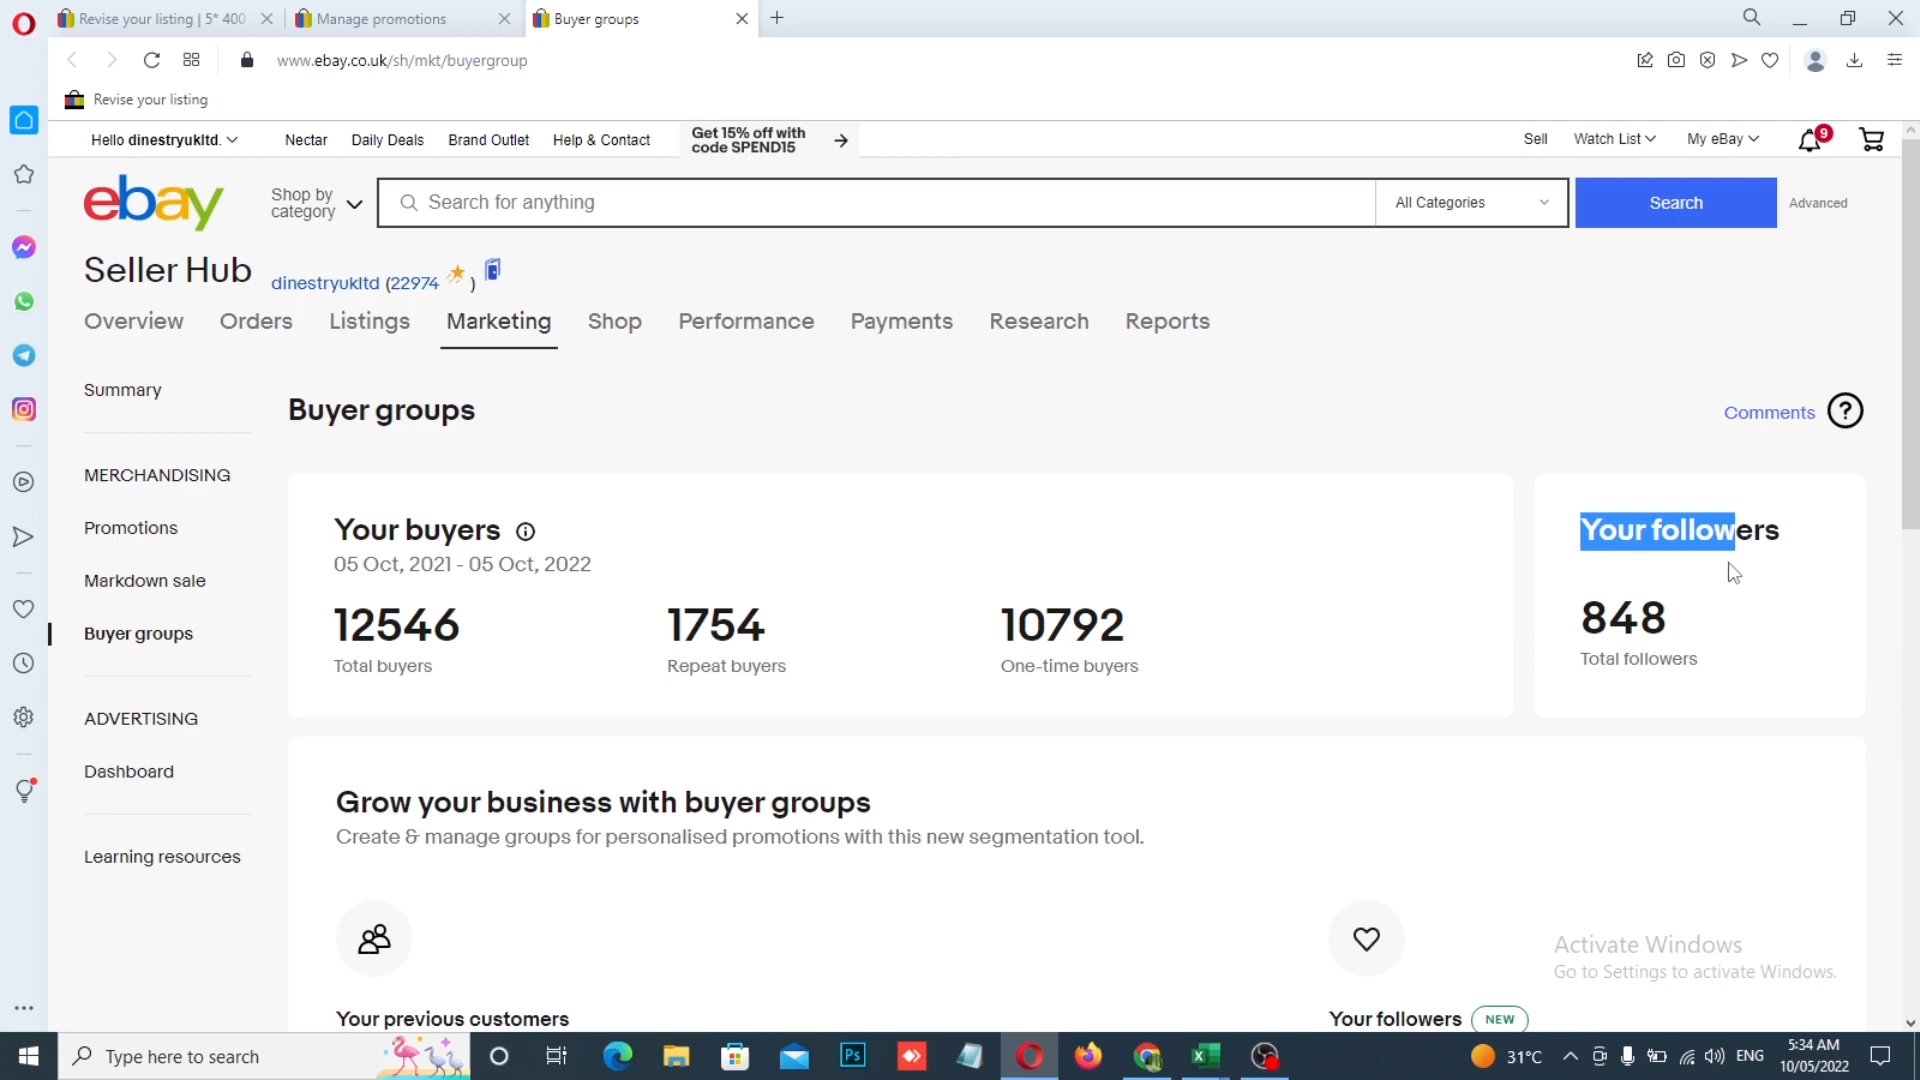 Revise your listing | 5* 400
Manage promotions
Buyer groups
www.ebay.co.uk/sh/mkt/buyergroup
Revise your listing
Hello dinestryukltd.
Nectar
Daily Deals
Brand Outlet
Help & Contact
Get 15% off with
code SPEND15
Sell
Watch List
My eBay
9
ebay
Shop by
category
Search for anything
All Categories
Search
Advanced
Seller Hub
dinestryukltd (22974 )
Overview
Orders
Listings
Marketing
Shop
Performance
Payments
Research
Reports
Summary
MERCHANDISING
Promotions
Markdown sale
Buyer groups
ADVERTISING
Dashboard
Learning resources
Buyer groups
Comments
Your buyers
05 Oct, 2021 - 05 Oct, 2022
12546
Total buyers
1754
Repeat buyers
10792
One-time buyers
Your followers
848
Total followers
Grow your business with buyer groups
Create & manage groups for personalised promotions with this new segmentation tool.
Your previous customers
Your followers
NEW
Activate Windows
Go to Settings to activate Windows.
Type here to search
Ps
31°C
ENG
5:34 AM
10/05/2022